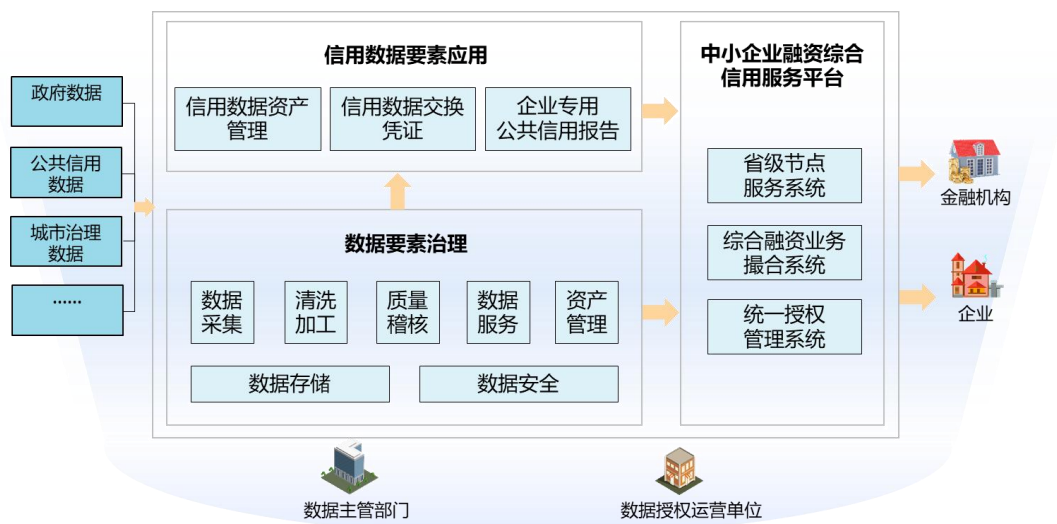 政府数据
公共信用
数据
城市治理
数据
······
信用数据要素应用
信用数据资产
管理
信用数据交换
凭证
企业专用
公共信用报告
数据要素治理
数据
采集
清洗
加工
质量
稽核
数据
服务
资产
管理
数据存储
数据安全
中小企业融资综合
信用服务平台
省级节点
服务系统
综合融资业务
撮合系统
统一授权
管理系统
金融机构
企业
数据主管部门
数据授权运营单位